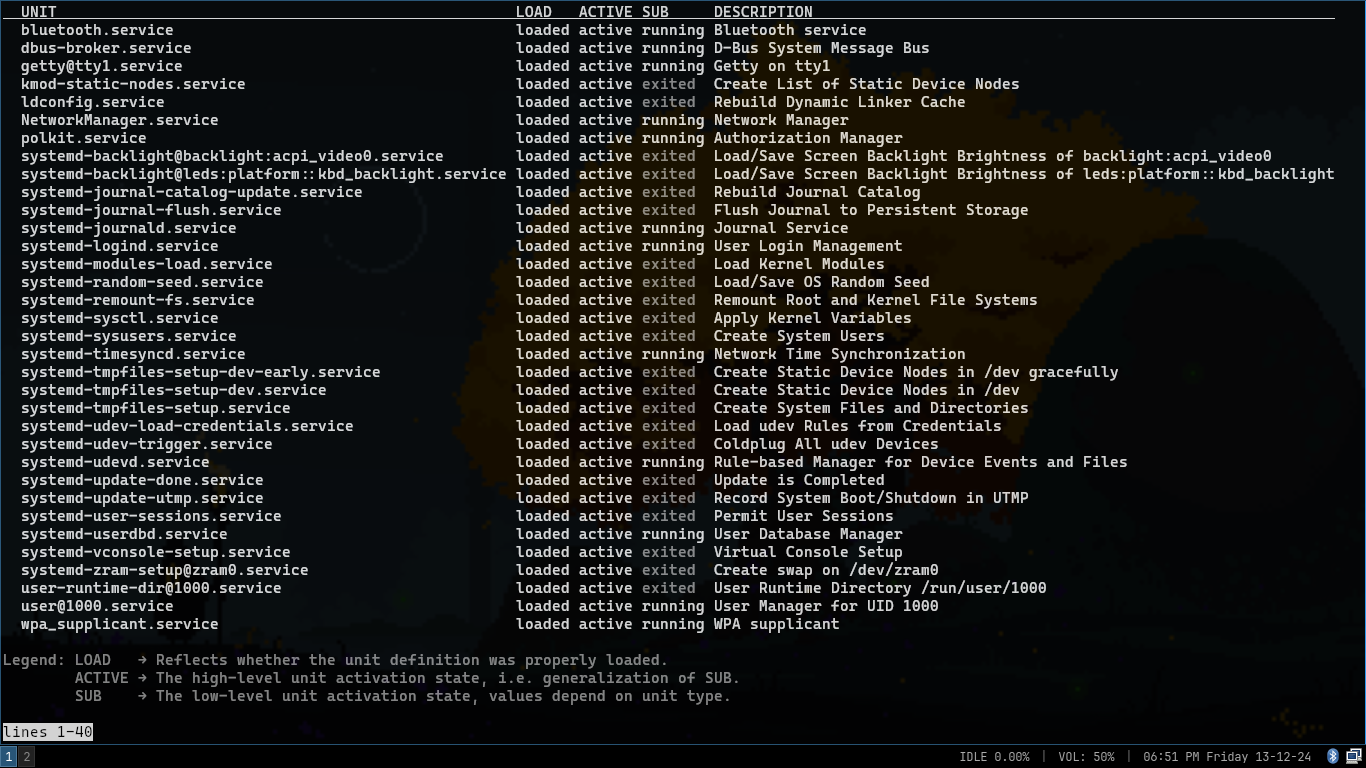 UNIT LOAD ACTIVE SUB DESCRIPTION
bluetooth.service loaded active running Bluetooth service
dbus-broker.service loaded active running D-Bus System Message Bus
getty@tty1.service loaded active running Getty on tty1
kmod-static-nodes.service loaded active exited Create List of Static Device Nodes
ldconfig.service loaded active exited Rebuild Dynamic Linker Cache
NetworkManager.service loaded active running Network Manager
polkit.service loaded active running Authorization Manager
systemd-backlight@backlight:acpi_video0.service loaded active exited Load/Save Screen Backlight Brightness of backlight:acpi_video0
systemd-backlight@leds:platform::kbd_backlight.service loaded active exited Load/Save Screen Backlight Brightness of leds:platform::kbd_backlight
systemd-journal-catalog-update.service loaded active exited Rebuild Journal Catalog
systemd-journal-flush.service loaded active exited Flush Journal to Persistent Storage
systemd-journald.service loaded active running Journal Service
systemd-logind.service loaded active running User Login Management
systemd-modules-load.service loaded active exited Load Kernel Modules
systemd-random-seed.service loaded active exited Load/Save OS Random Seed
systemd-remount-fs.service loaded active exited Remount Root and Kernel File Systems
systemd-sysctl.service loaded active exited Apply Kernel Variables
systemd-sysusers.service loaded active exited Create System Users
systemd-timesyncd.service loaded active running Network Time Synchronization
systemd-tmpfiles-setup-dev-early.service loaded active exited Create Static Device Nodes in /dev gracefully
systemd-tmpfiles-setup-dev.service loaded active exited Create Static Device Nodes in /dev
systemd-tmpfiles-setup.service loaded active exited Create System Files and Directories
systemd-udev-load-credentials.service loaded active exited Load udev Rules from Credentials
systemd-udev-trigger.service loaded active exited Coldplug All udev Devices
systemd-udevd.service loaded active running Rule-based Manager for Device Events and Files
systemd-update-done.service loaded active exited Update is Completed
systemd-update-utmp.service loaded active exited Record System Boot/Shutdown in UTMP
systemd-user-sessions.service loaded active exited Permit User Sessions
systemd-userdbd.service loaded active running User Database Manager
systemd-vconsole-setup.service loaded active exited Virtual Console Setup
systemd-zram-setup@zram0.service loaded active exited Create swap on /dev/zram0
user-runtime-dir@1000.service loaded active exited User Runtime Directory /run/user/1000
user@1000.service loaded active running User Manager for UID 1000
wpa_supplicant.service loaded active running WPA supplicant
Legend: LOAD → Reflects whether the unit definition was properly loaded.
ACTIVE → The high-level unit activation state, i.e. generalization of SUB.
SUB → The low-level unit activation state, values depend on unit type.
lines 1-40
1 2 IDLE 0.00% | VOL: 50% | 06:51 PM Friday 13-12-24